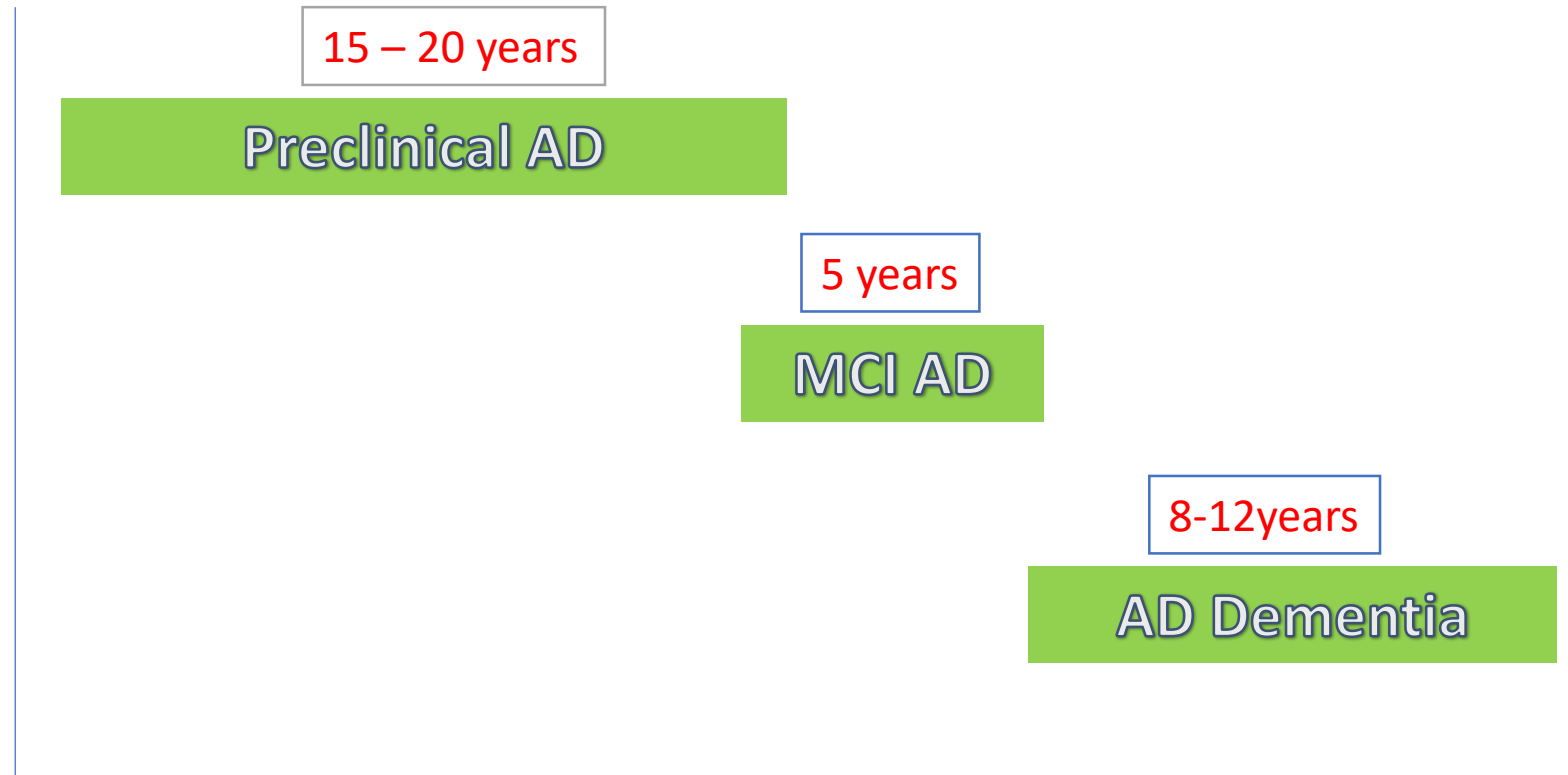 15 – 20 years
Preclinical AD
5 years
MCI AD
8-12years
AD Dementia